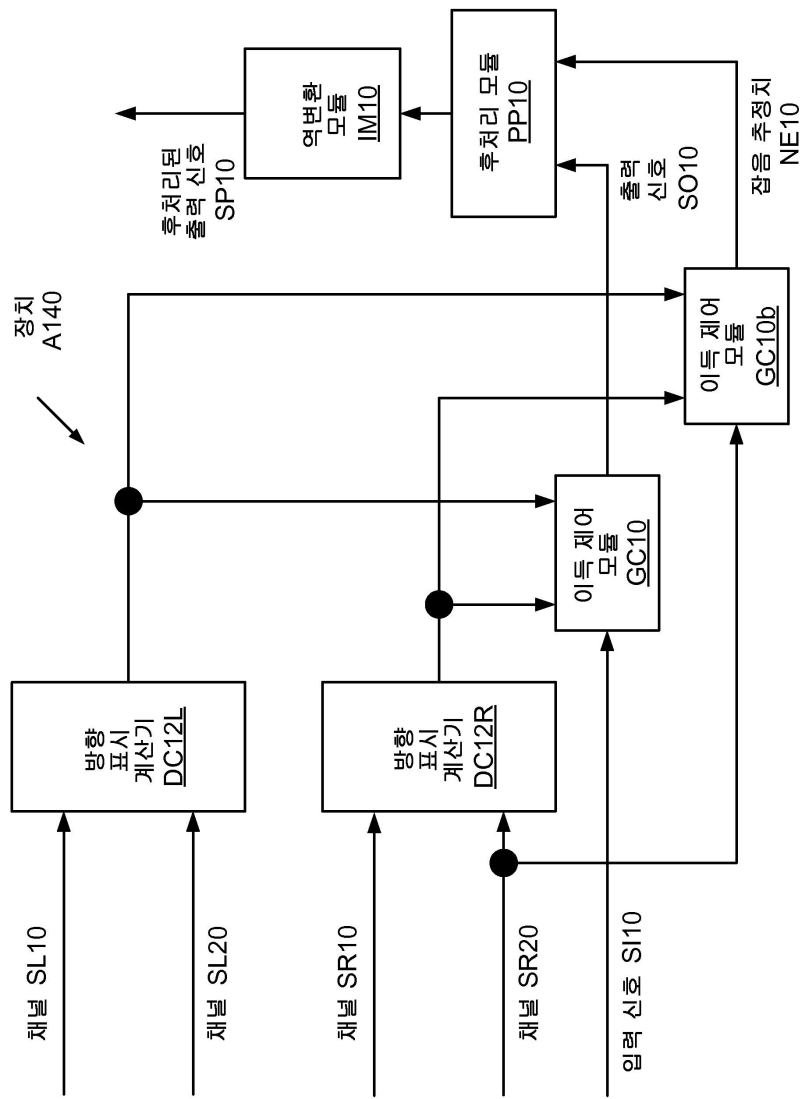 장치
A140
채널 SL10
채널 SL20
방향
표시
계산기
DC12L
채널 SR10
채널 SR20
방향
표시
계산기
DC12R
입력 신호 SI10
이득 제어
모듈
GC10
이득 제어
모듈
GC10b
출력
신호
SO10
잡음 추정치
NE10
후처리 모듈
PP10
역변환
모듈
IM10
후처리된
출력 신호
SP10